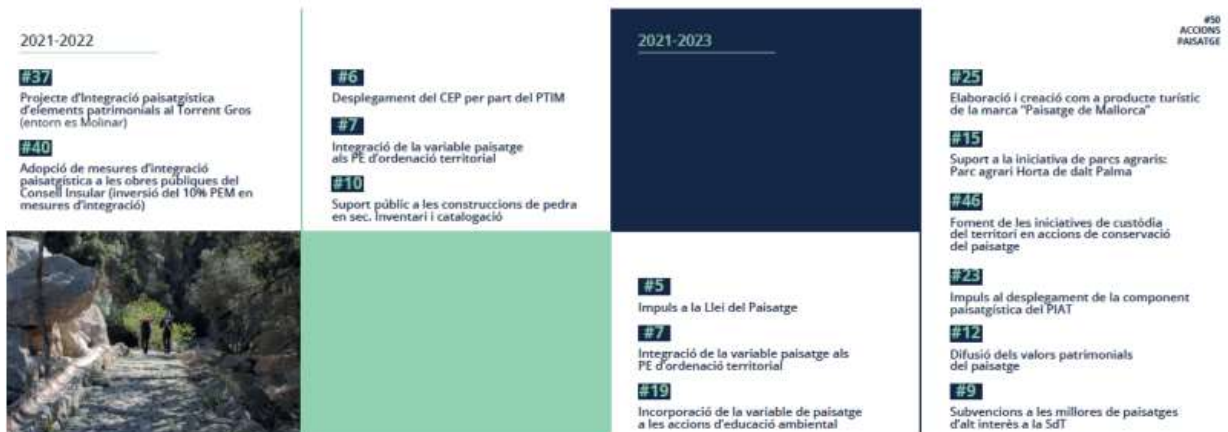 2021-2022
#37
Projecte d'Integració paisatgística
d'elements patrimonials al Torrent Gros
(entorn es Molinar)
#40
Adopció de mesures d'integració
paisatgística a les obres públiques del
Consell Insular (inversió del 10% PEM en
mesures d'integració)
#6
Desplegament del CEP per part del PTIM
#7
Integració de la variable paisatge
als PE d'ordenació territorial
#10
Suport públic a les construccions de pedra
en sec. Inventari i catalogació
2021-2023
#5
Impuls a la Llei del Paisatge
#7
Integració de la variable paisatge als
PE d'ordenació territorial
#19
Incorporació de la variable de paisatge
a les accions d'educació ambiental
#50
ACCIONS
PAISATGE
#25
Elaboració i creació com a producte turístic
de la marca "Paisatge de Mallorca"
#15
Suport a la iniciativa de parcs agraris:
Parc agrari Horta de dalt Palma
#46
Foment de les iniciatives de custòdia
del territori en accions de conservació
del paisatge
#23
Impuls al desplegament de la component
paisatgística del PIAT
#12
Difusió dels valors patrimonials
del paisatge
#9
Subvencions a les millores de paisatges
d'alt interès a la SdT